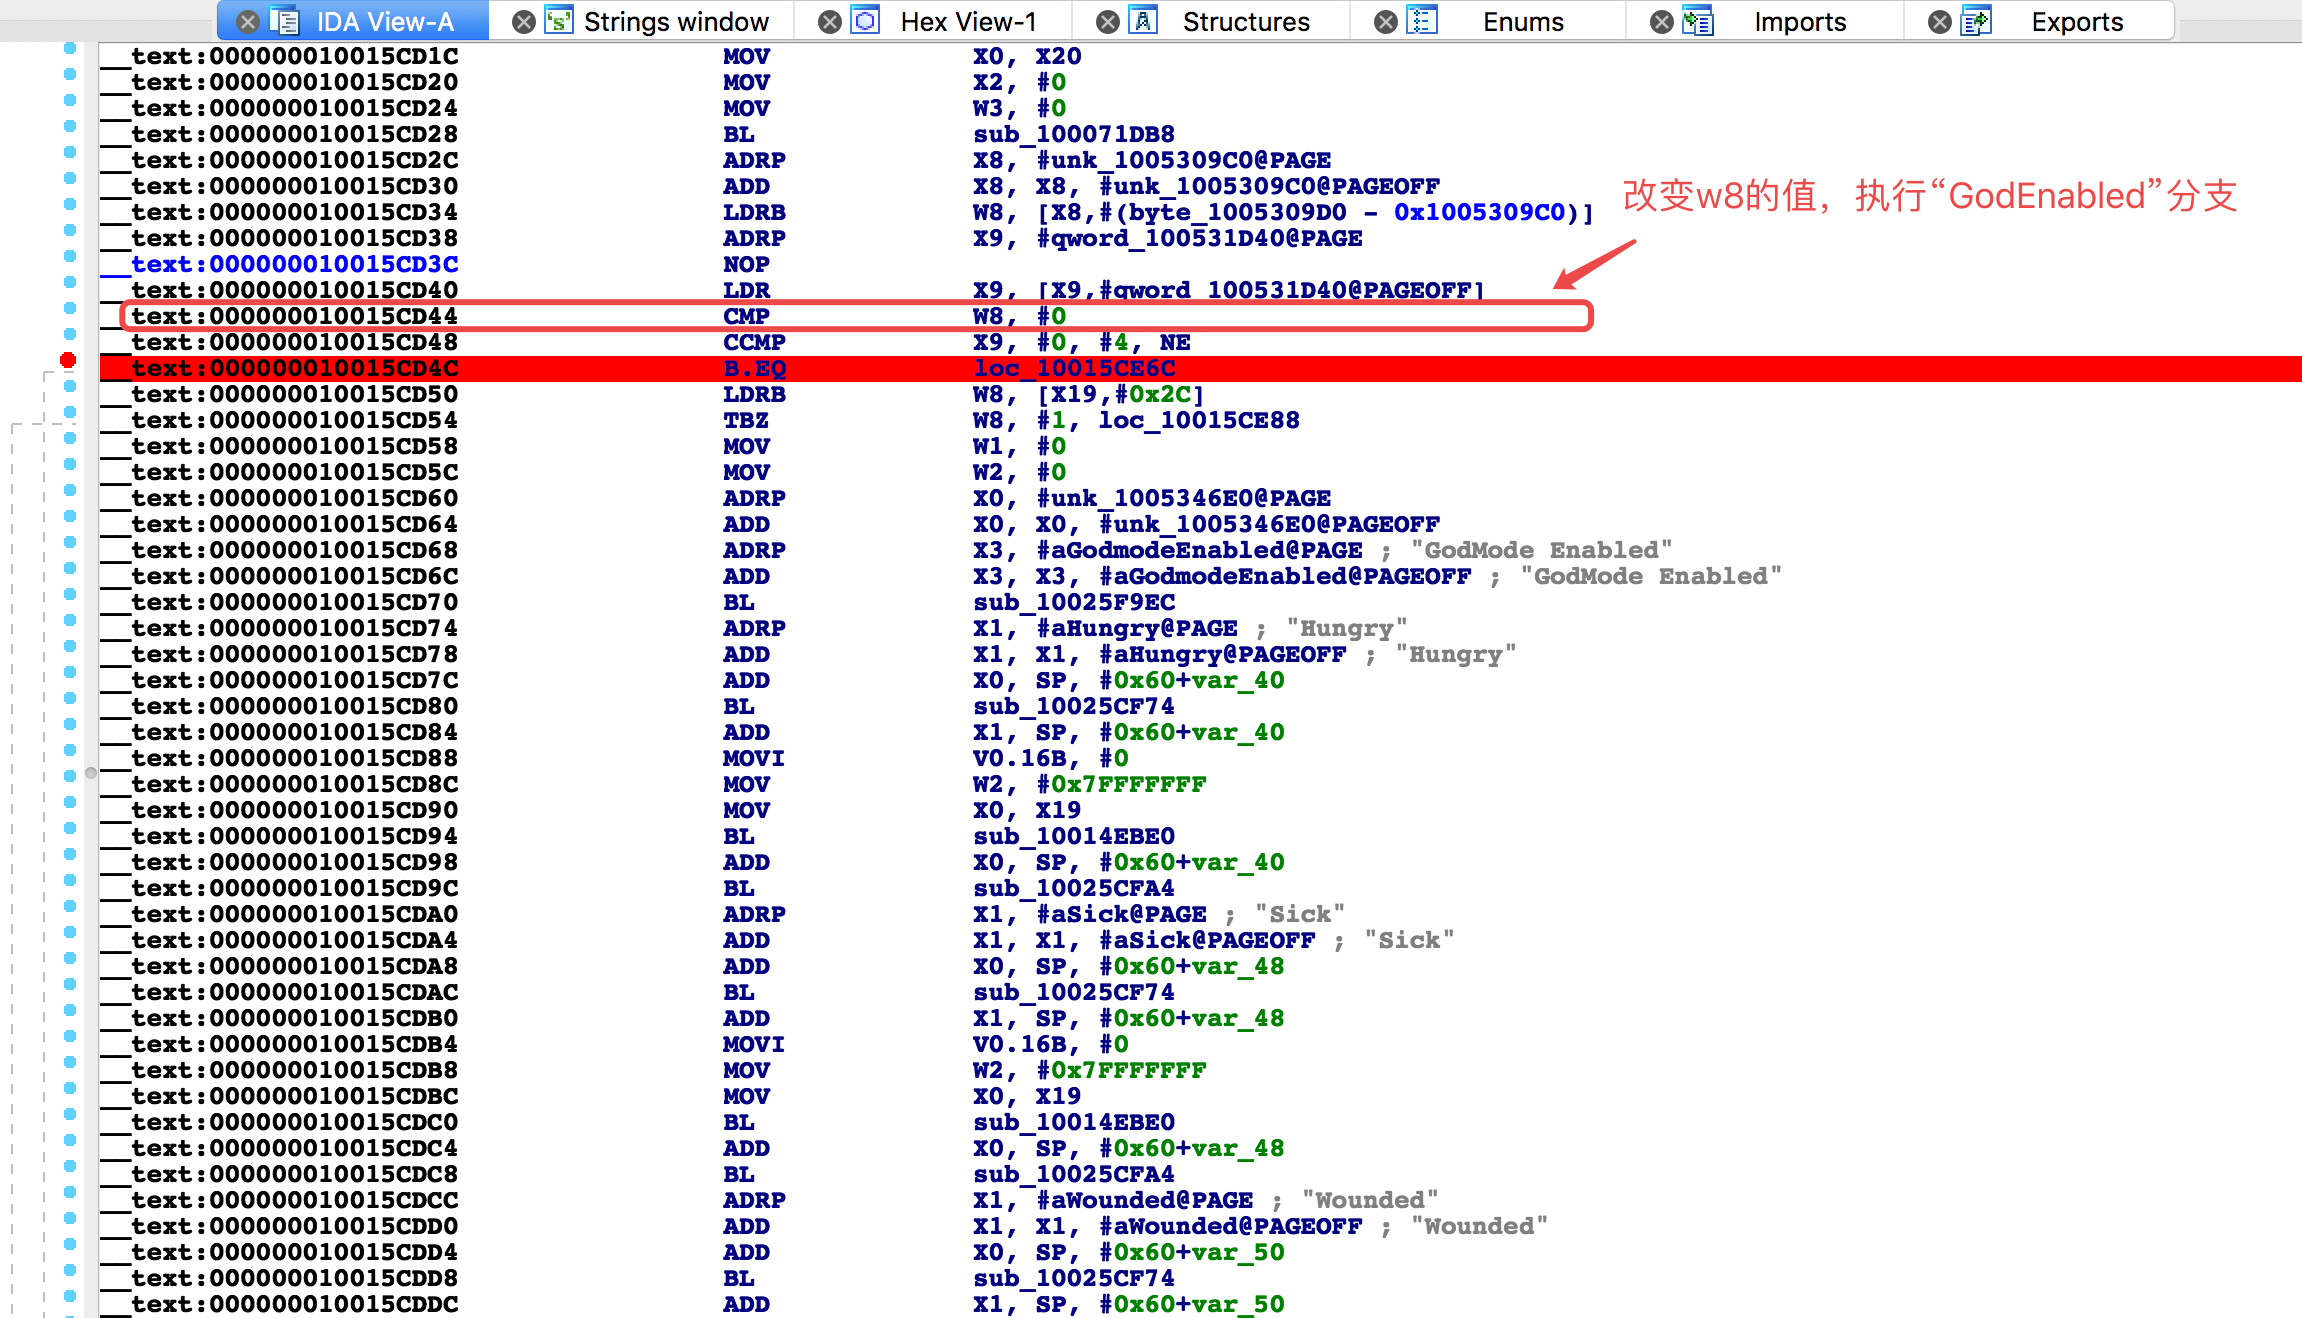 IDA View-A Strings window Hex View-1 Structures Enums Imports Exports
__text:000000010015CD1C MOV X0, X20
__text:000000010015CD20 MOV X2, #0
__text:000000010015CD24 MOV W3, #0
__text:000000010015CD28 BL sub_100071DB8
__text:000000010015CD2C ADRP X8, #unk_1005309C0@PAGE
__text:000000010015CD30 ADD X8, X8, #unk_1005309C0@PAGEOFF
改变w8的值，执行“GodEnabled”分支
__text:000000010015CD34 LDRB W8, [X8,#(byte_1005309D0 - 0x1005309C0)]
__text:000000010015CD38 ADRP X9, #qword_100531D40@PAGE
__text:000000010015CD3C NOP
__text:000000010015CD40 LDR X9, [X9,#qword_100531D40@PAGEOFF]
__text:000000010015CD44 CMP W8, #0
__text:000000010015CD48 CCMP X9, #0, #4, NE
__text:000000010015CD4C B.EQ loc_10015CE6C
__text:000000010015CD50 LDRB W8, [X19,#0x2C]
__text:000000010015CD54 TBZ W8, #1, loc_10015CE88
__text:000000010015CD58 MOV W1, #0
__text:000000010015CD5C MOV W2, #0
__text:000000010015CD60 ADRP X0, #unk_1005346E0@PAGE
__text:000000010015CD64 ADD X0, X0, #unk_1005346E0@PAGEOFF
__text:000000010015CD68 ADRP X3, #aGodmodeEnabled@PAGE ; "GodMode Enabled"
__text:000000010015CD6C ADD X3, X3, #aGodmodeEnabled@PAGEOFF ; "GodMode Enabled"
__text:000000010015CD70 BL sub_10025F9EC
__text:000000010015CD74 ADRP X1, #aHungry@PAGE ; "Hungry"
__text:000000010015CD78 ADD X1, X1, #aHungry@PAGEOFF ; "Hungry"
__text:000000010015CD7C ADD X0, SP, #0x60+var_40
__text:000000010015CD80 BL sub_10025CF74
__text:000000010015CD84 ADD X1, SP, #0x60+var_40
__text:000000010015CD88 MOVI V0.16B, #0
__text:000000010015CD8C MOV W2, #0x7FFFFFFF
__text:000000010015CD90 MOV X0, X19
__text:000000010015CD94 BL sub_10014EBE0
__text:000000010015CD98 ADD X0, SP, #0x60+var_40
__text:000000010015CD9C BL sub_10025CFA4
__text:000000010015CDA0 ADRP X1, #aSick@PAGE ; "Sick"
__text:000000010015CDA4 ADD X1, X1, #aSick@PAGEOFF ; "Sick"
__text:000000010015CDA8 ADD X0, SP, #0x60+var_48
__text:000000010015CDAC BL sub_10025CF74
__text:000000010015CDB0 ADD X1, SP, #0x60+var_48
__text:000000010015CDB4 MOVI V0.16B, #0
__text:000000010015CDB8 MOV W2, #0x7FFFFFFF
__text:000000010015CDBC MOV X0, X19
__text:000000010015CDC0 BL sub_10014EBE0
__text:000000010015CDC4 ADD X0, SP, #0x60+var_48
__text:000000010015CDC8 BL sub_10025CFA4
__text:000000010015CDCC ADRP X1, #aWounded@PAGE ; "Wounded"
__text:000000010015CDD0 ADD X1, X1, #aWounded@PAGEOFF ; "Wounded"
__text:000000010015CDD4 ADD X0, SP, #0x60+var_50
__text:000000010015CDD8 BL sub_10025CF74
__text:000000010015CDDC ADD X1, SP, #0x60+var_50